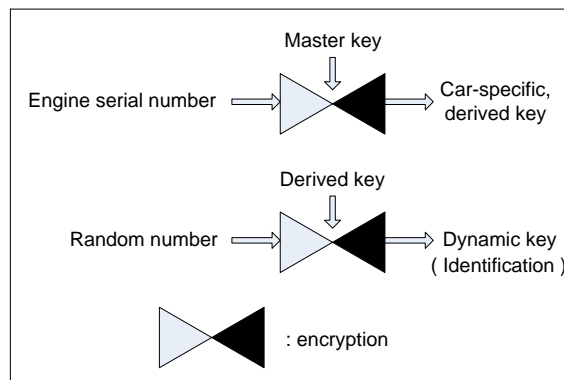 Master key
Engine serial number
Car-specific,
derived key
Derived key
Random number
Dynamic key
( Identification )
: encryption